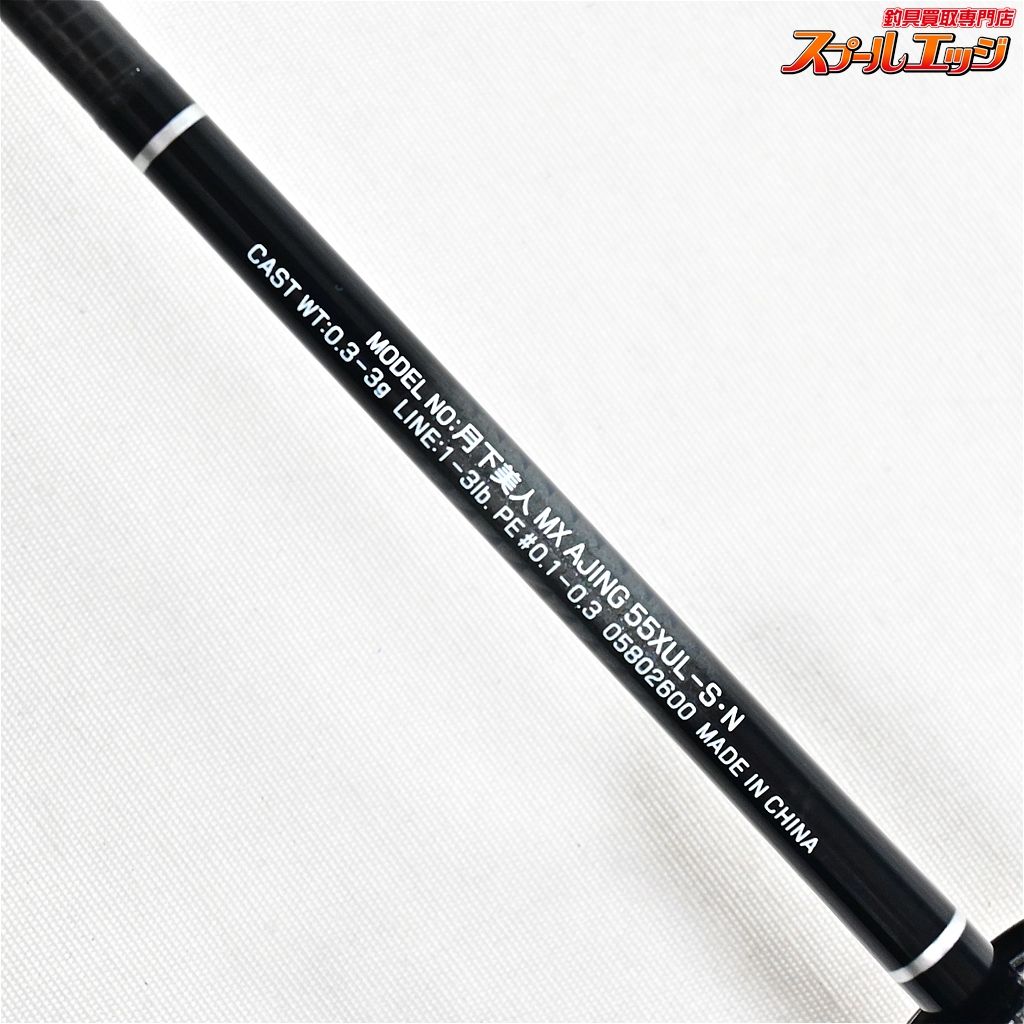 釣具買取専門店
スプールエッジ
MODEL NO:月下美人 MX AJING 55XUL-S・N
CAST WT:0.3-3g LINE:1-3lb. PE#0.1-0.3 05802600 MADE IN CHINA